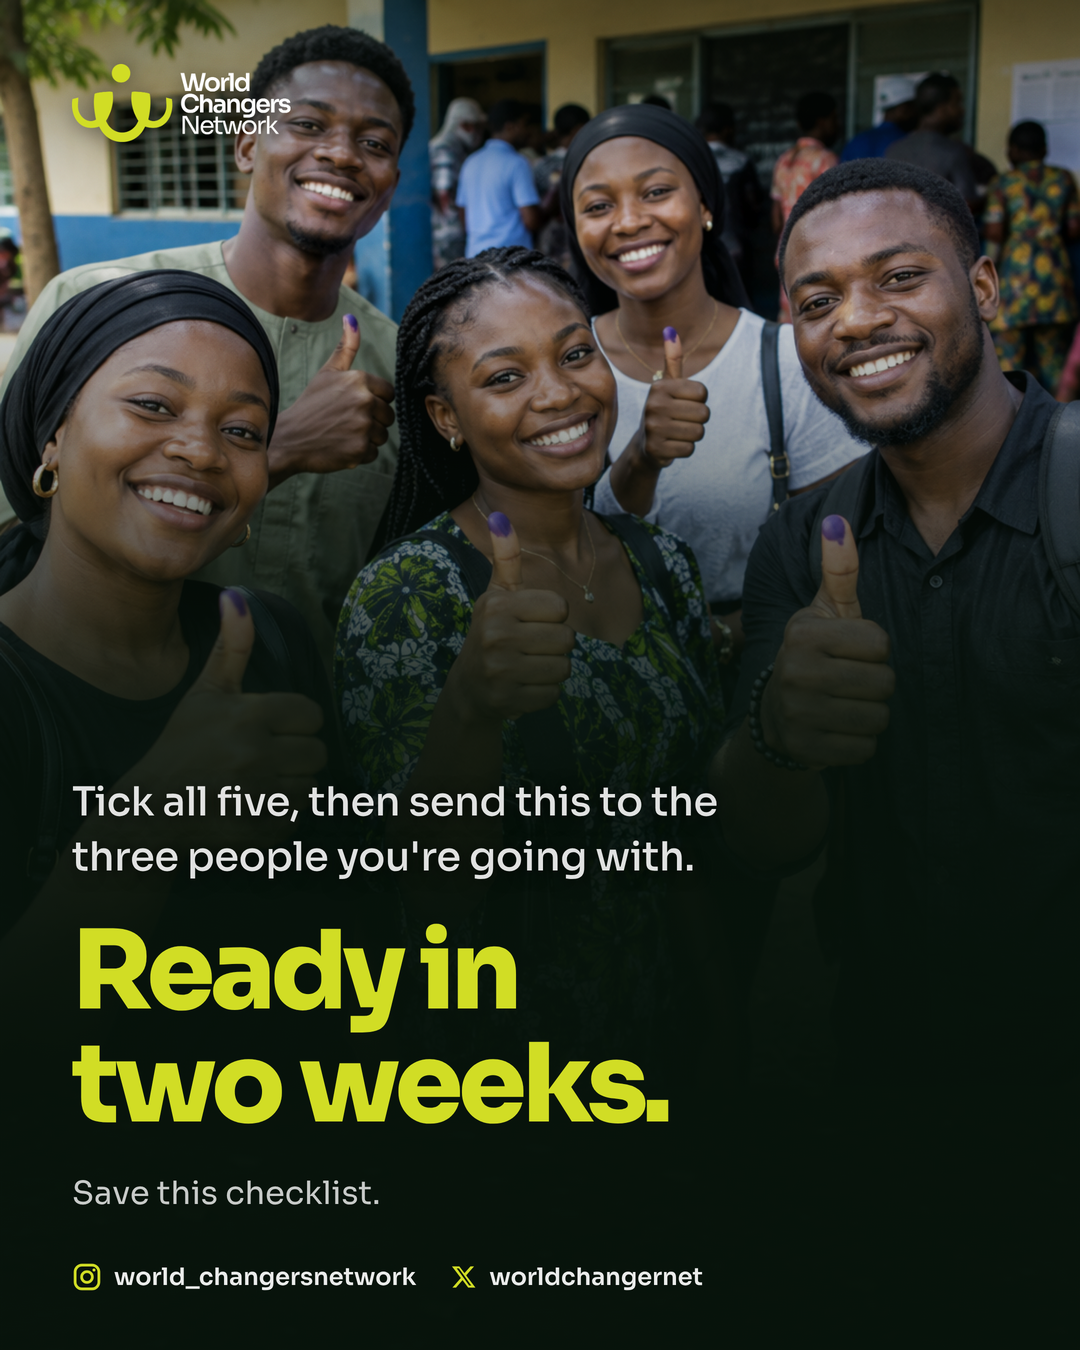 World
Changers
Network
Tick all five, then send this to the
three people you're going with.
Ready in
two weeks.
Save this checklist.
world_changersnetwork
worldchangernet